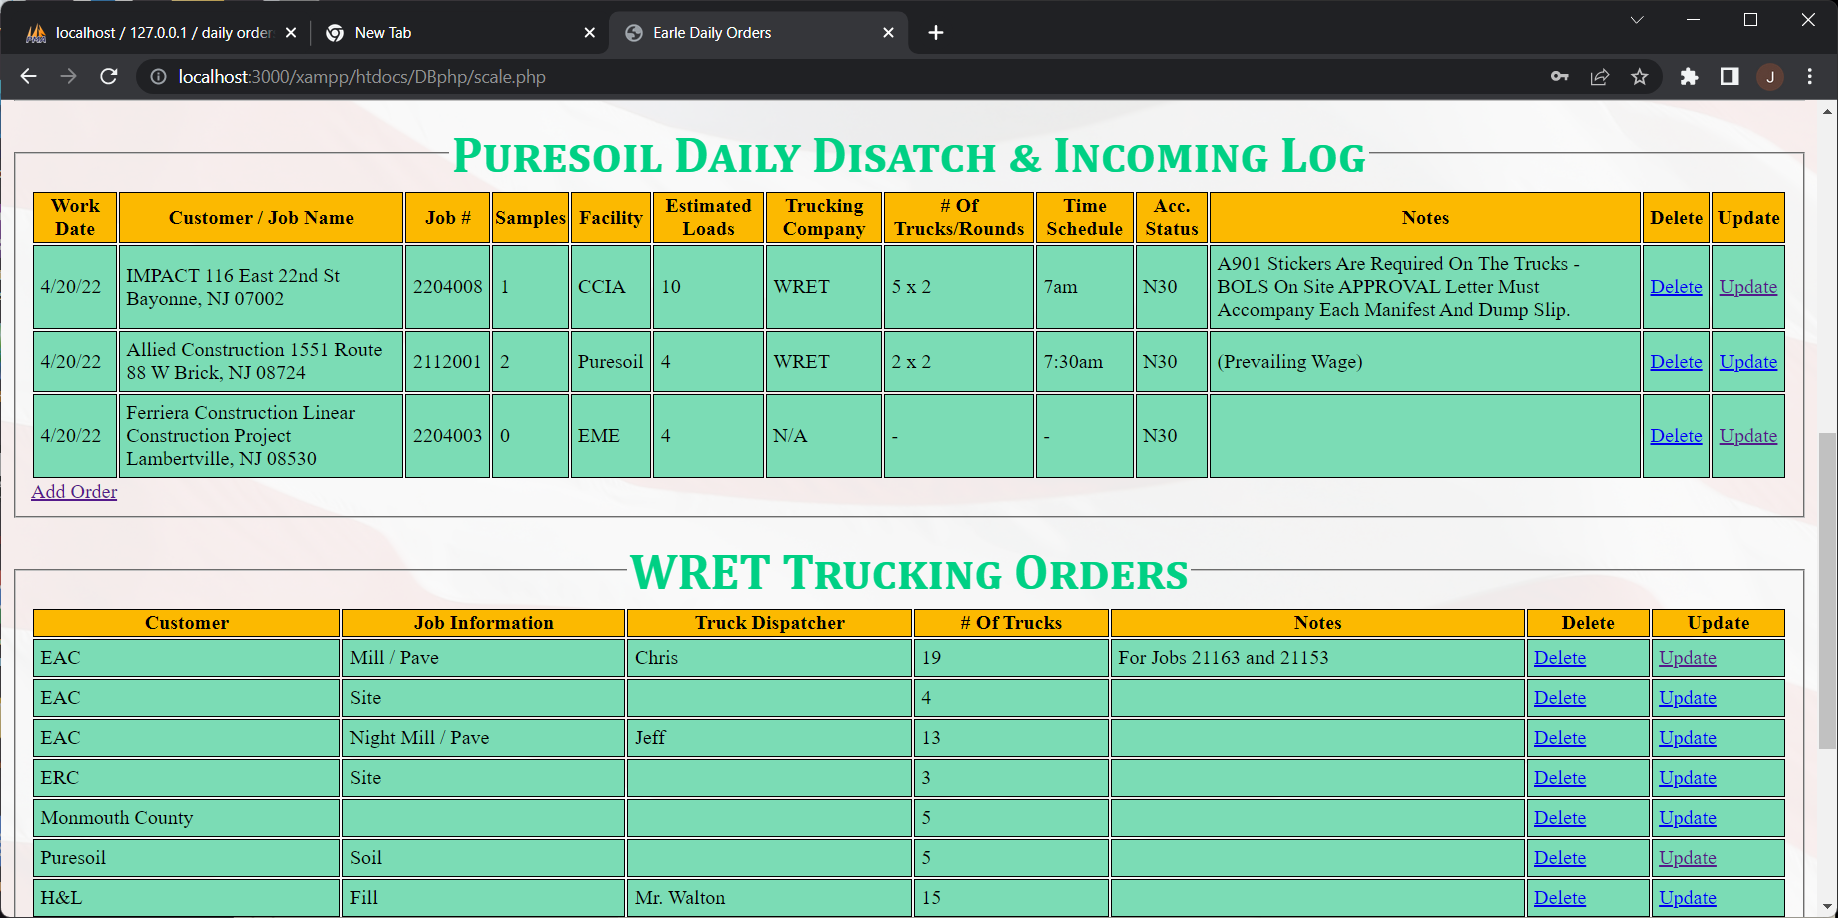 localhost / 127.0.0.1 / daily order
New Tab
Earle Daily Orders
localhost:3000/xampp/htdocs/DBphp/scale.php
J
Puresoil Daily Disatch & Incoming Log
Work Date Customer / Job Name Job # Samples Facility Estimated Loads Trucking Company # Of Trucks/Rounds Time Schedule Acc. Status Notes Delete Update
4/20/22 IMPACT 116 East 22nd St Bayonne, NJ 07002 2204008 1 CCIA 10 WRET 5 x 2 7am N30 A901 Stickers Are Required On The Trucks - BOLS On Site APPROVAL Letter Must Accompany Each Manifest And Dump Slip. Delete Update
4/20/22 Allied Construction 1551 Route 88 W Brick, NJ 08724 2112001 2 Puresoil 4 WRET 2 x 2 7:30am N30 (Prevailing Wage) Delete Update
4/20/22 Ferriera Construction Linear Construction Project Lambertville, NJ 08530 2204003 0 EME 4 N/A - - N30 Delete Update
Add Order
WRET Trucking Orders
Customer Job Information Truck Dispatcher # Of Trucks Notes Delete Update
EAC Mill / Pave Chris 19 For Jobs 21163 and 21153 Delete Update
EAC Site 4 Delete Update
EAC Night Mill / Pave Jeff 13 Delete Update
ERC Site 3 Delete Update
Monmouth County 5 Delete Update
Puresoil Soil 5 Delete Update
H&L Fill Mr. Walton 15 Delete Update